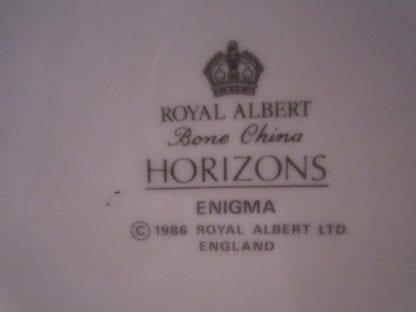 ROYAL ALBERT
Bone China
HORIZONS
ENIGMA
© 1986 ROYAL ALBERT LTD.
ENGLAND